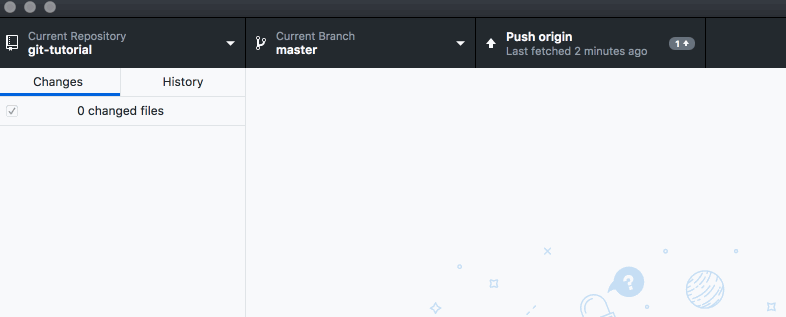 Current Repository
git-tutorial
Current Branch
master
Push origin
Last fetched 2 minutes ago
1
Changes
History
0 changed files
?